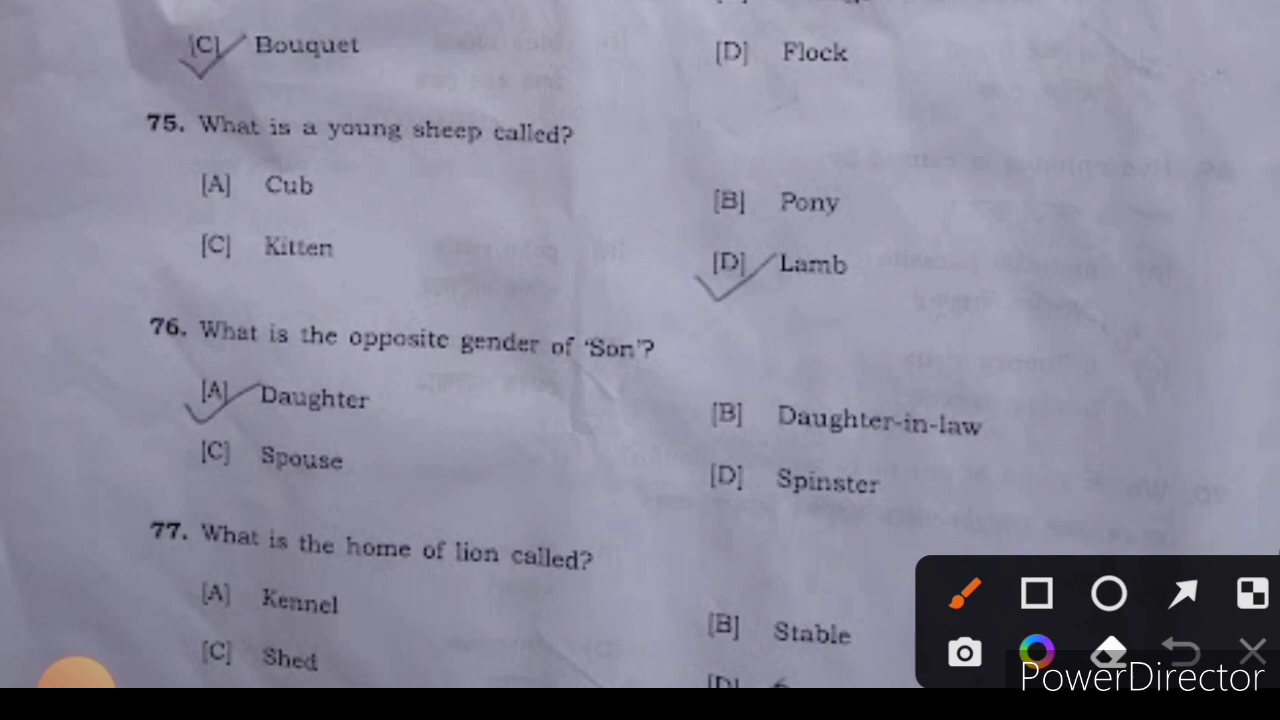 [C] Bouquet
[D] Flock
75. What is a young sheep called?
[A] Cub
[B] Pony
[C] Kitten
[D] Lamb
76. What is the opposite gender of 'Son'?
[A] Daughter
[B] Daughter-in-law
[C] Spouse
[D] Spinster
77. What is the home of lion called?
[A] Kennel
[B] Stable
[C] Shed
[D]
PowerDirector